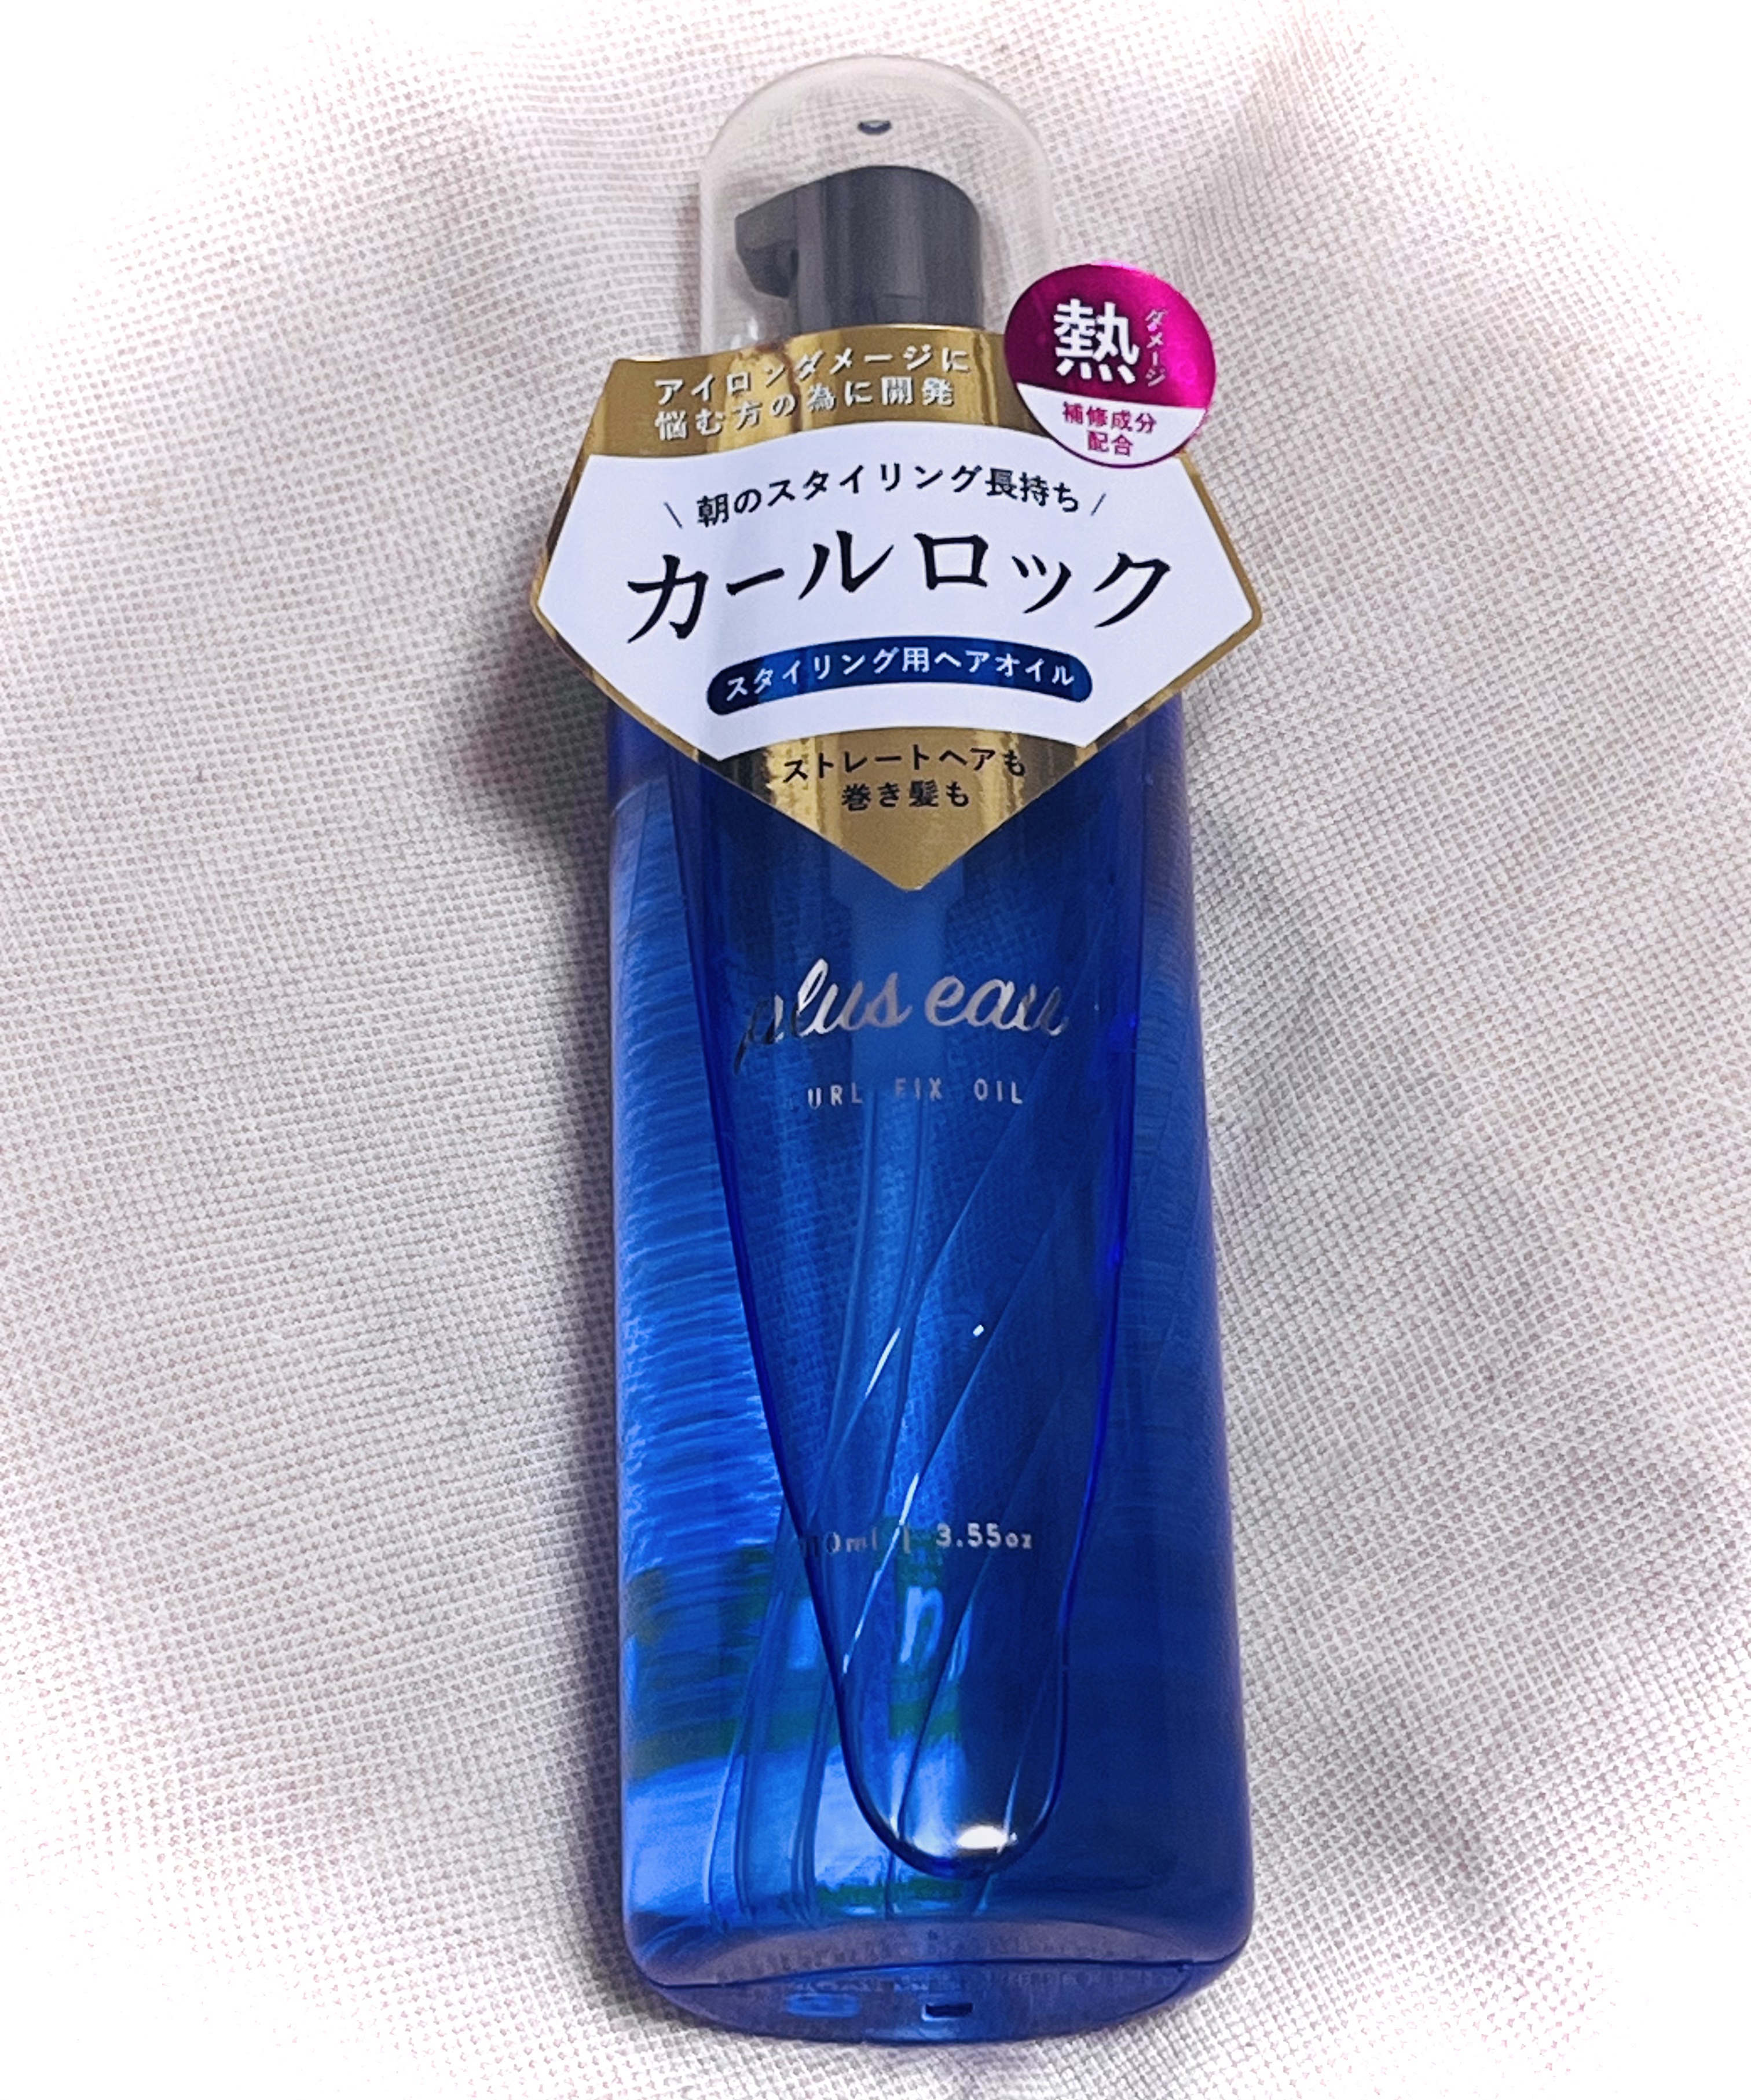 アイロンダメージに
悩む方の為に開発
熱
ダメージ
補修成分
配合
\ 朝のスタイリング長持ち /
カールロック
スタイリング用ヘアオイル
ストレートヘアも
巻き髪も
plus eau
URL FIX OIL
3.55oz